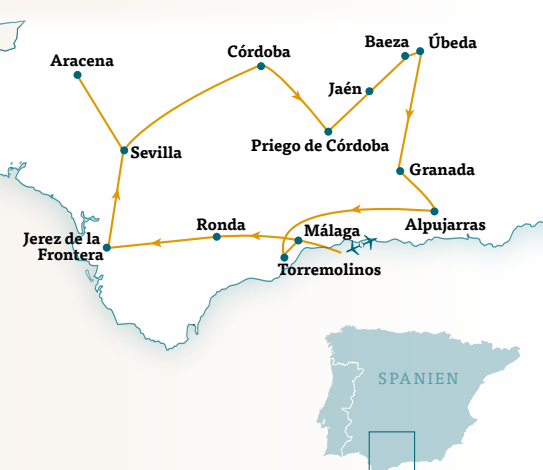 Baeza
Úbeda
Córdoba
Aracena
Jaén
Priego de Córdoba
Sevilla
Granada
Ronda
Málaga
Alpujarras
Jerez de la
Frontera
Torremolinos
SPANIEN